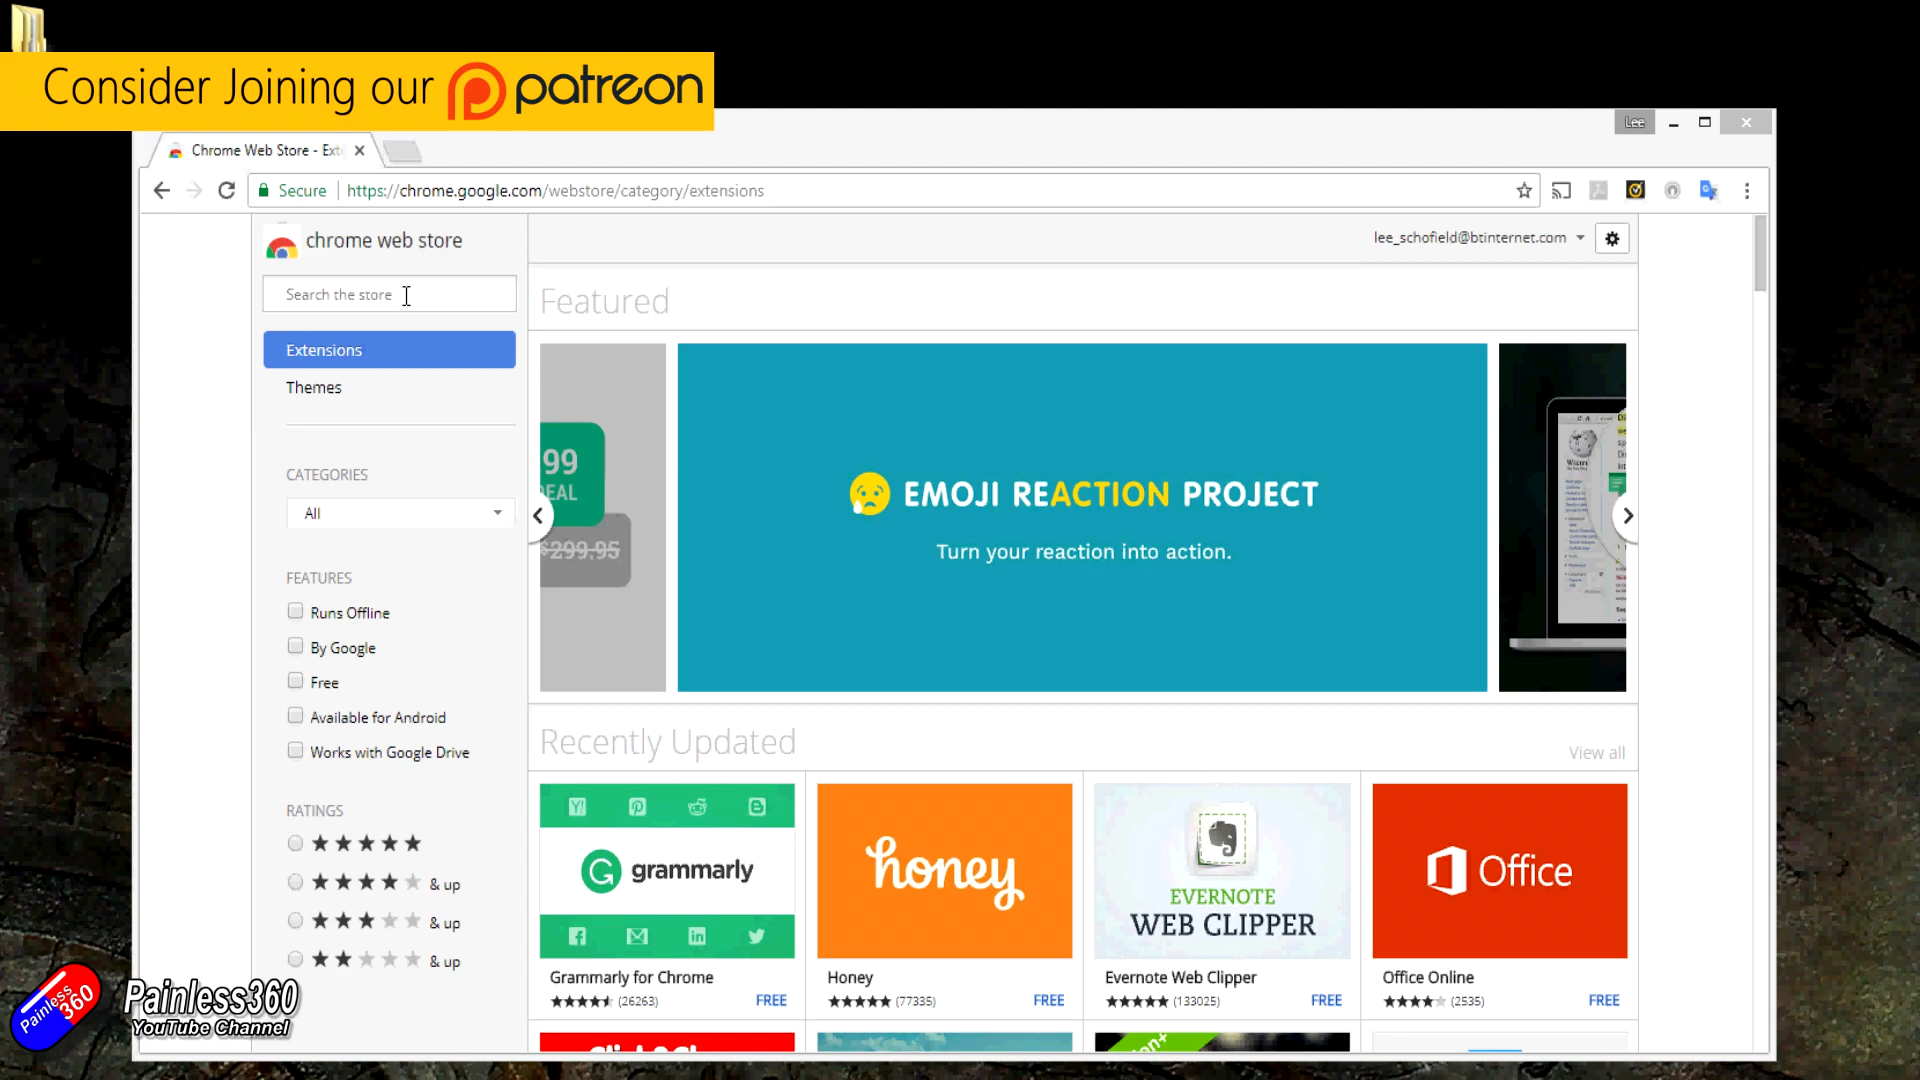 Consider Joining our patreon
Lee
Chrome Web Store - Ext
Secure https://chrome.google.com/webstore/category/extensions
chrome web store
lee_schofield@btinternet.com
Search the store
Extensions
Themes
CATEGORIES
All
FEATURES
Runs Offline
By Google
Free
Available for Android
Works with Google Drive
RATINGS
& up
& up
& up
Featured
99
EAL
$299.95
EMOJI REACTION PROJECT
Turn your reaction into action.
Recently Updated
View all
grammarly
Grammarly for Chrome
(26263) FREE
honey
Honey
(77335) FREE
EVERNOTE
WEB CLIPPER
Evernote Web Clipper
(133025) FREE
Office
Office Online
(2535) FREE
Painless
360
Painless360
YouTube Channel